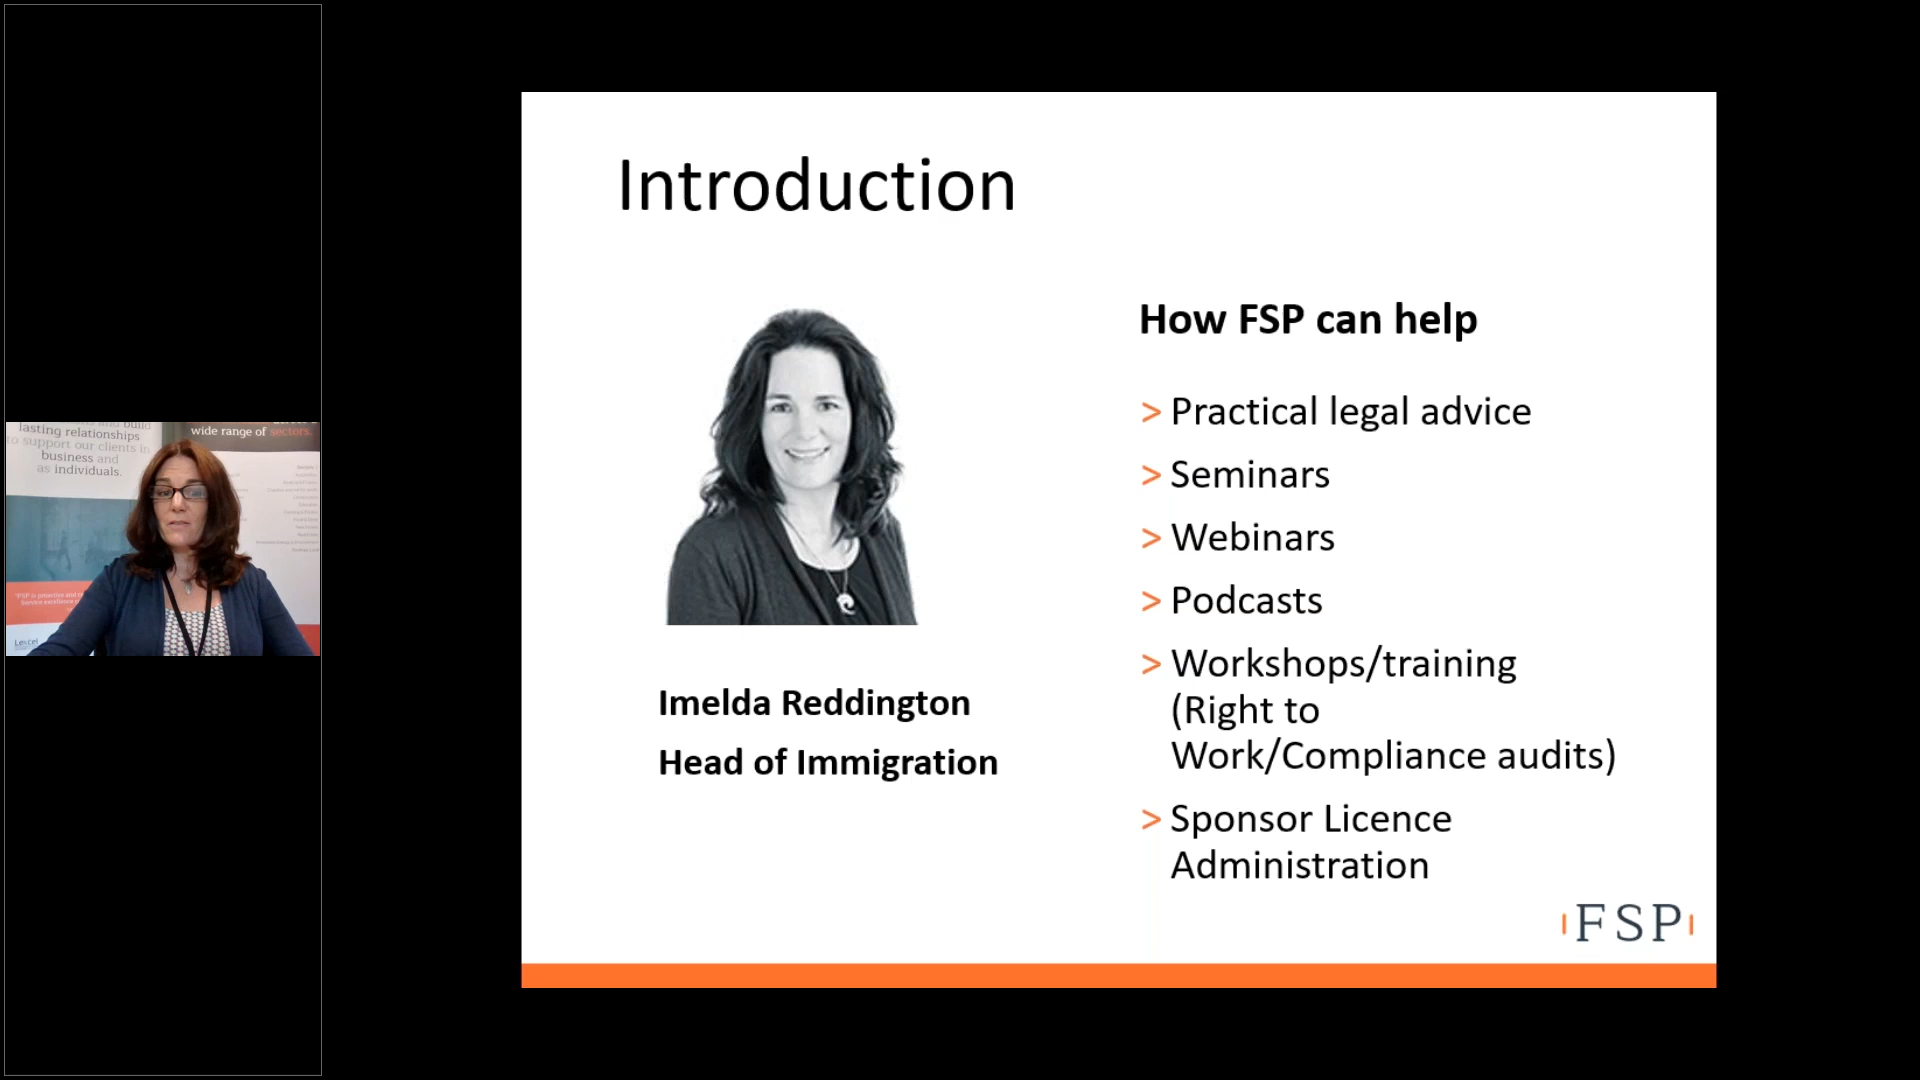 lasting relationships
to support our clients in
business and
as individuals.
wide range of sectors.
Lexcel
Introduction
Imelda Reddington
Head of Immigration
How FSP can help
> Practical legal advice
> Seminars
> Webinars
> Podcasts
> Workshops/training
(Right to
Work/Compliance audits)
> Sponsor Licence
Administration
FSP